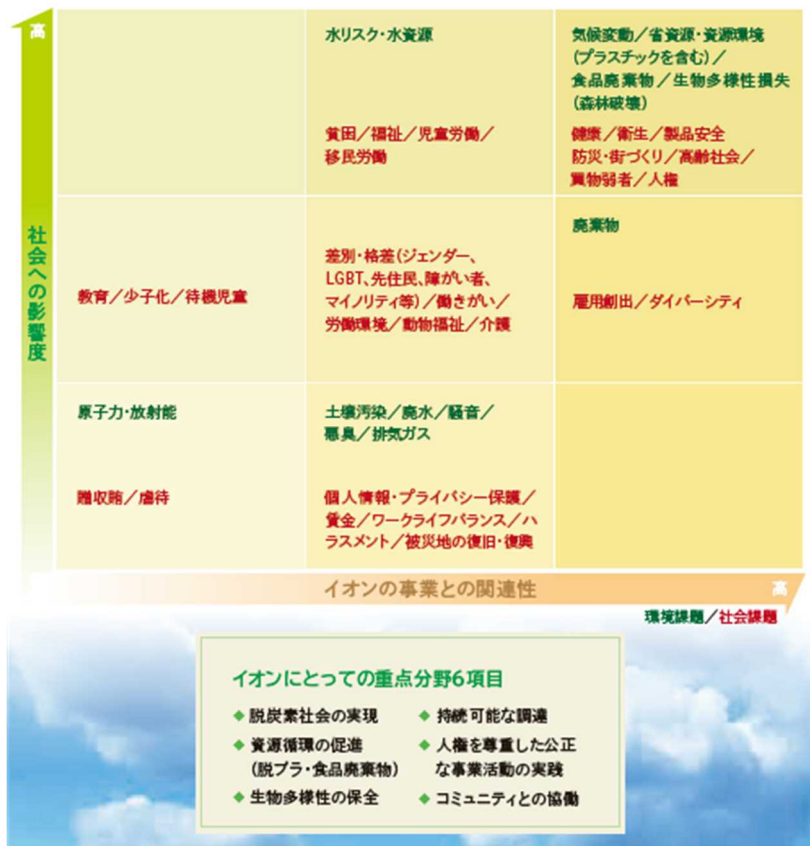 高
社会への影響度
水リスク・水資源
貧困／福祉／児童労働／
移民労働
気候変動／省資源・資源環境
(プラスチックを含む)／
食品廃棄物／生物多様性損失
(森林破壊)
健康／衛生／製品安全
防災・街づくり／高齢社会／
買物弱者／人権
教育／少子化／待機児童
差別・格差(ジェンダー、
LGBT、先住民、障がい者、
マイノリティ等)／働きがい／
労働環境／動物福祉／介護
廃棄物
雇用創出／ダイバーシティ
原子力・放射能
贈収賄／虐待
土壌汚染／廃水／騒音／
悪臭／排気ガス
個人情報・プライバシー保護／
賃金／ワークライフバランス／ハ
ラスメント／被災地の復旧・復興
イオンの事業との関連性
高
環境課題／社会課題
イオンにとっての重点分野6項目
◆ 脱炭素社会の実現
◆ 資源循環の促進
(脱プラ・食品廃棄物)
◆ 生物多様性の保全
◆ 持続可能な調達
◆ 人権を尊重した公正
な事業活動の実践
◆ コミュニティとの協働